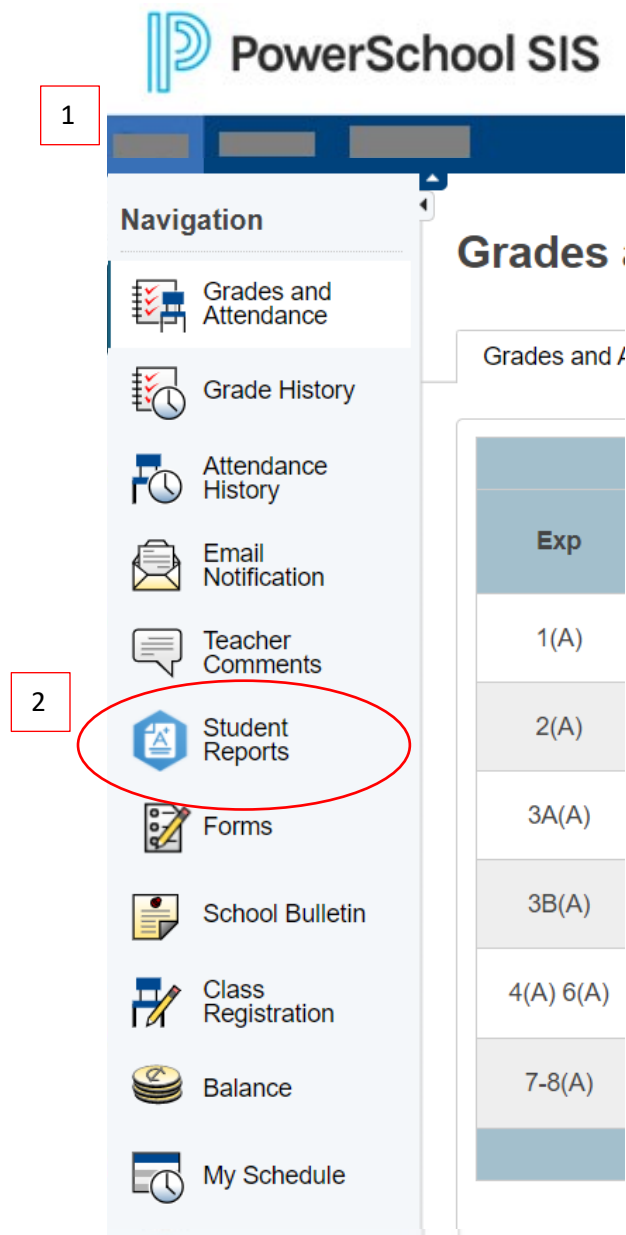 PowerSchool SIS
1
Navigation
Grades and
Attendance
Grade History
Attendance
History
Email
Notification
Teacher
Comments
2
Student
Reports
Forms
School Bulletin
Class
Registration
Balance
My Schedule
Grades
Grades and A
Exp
1(A)
2(A)
3A(A)
3B(A)
4(A) 6(A)
7-8(A)